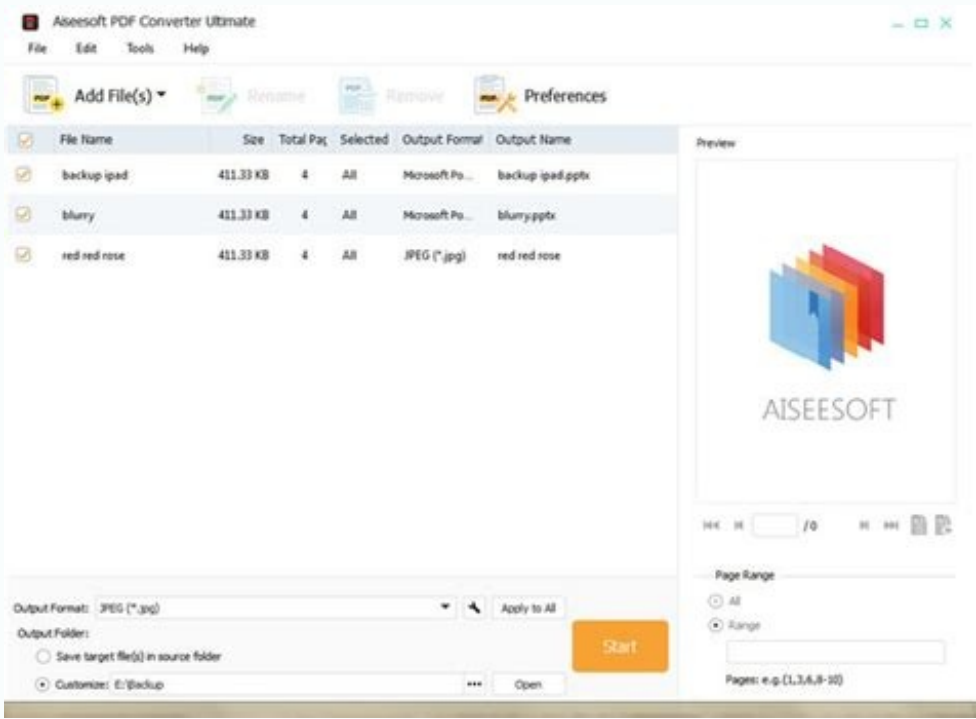 Aiseesoft PDF Converter Ultimate
File Edit Tools Help
PDF Add File(s) Rename Remove Preferences
File Name Size Total Pag Selected Output Format Output Name
backup ipad 411.33 KB 4 All Microsoft Po... backup ipad.pptx
blurry 411.33 KB 4 All Microsoft Po... blurry.pptx
red red rose 411.33 KB 4 All JPEG (*.jpg) red red rose
Preview
AISEESOFT
/0
Page Range
All
Range
Pages: e.g.(1,3,6,8-10)
Output Format: JPEG (*.jpg) Apply to All
Output Folder:
Save target file(s) in source folder
Customize: E:\Backup ... Open
Start